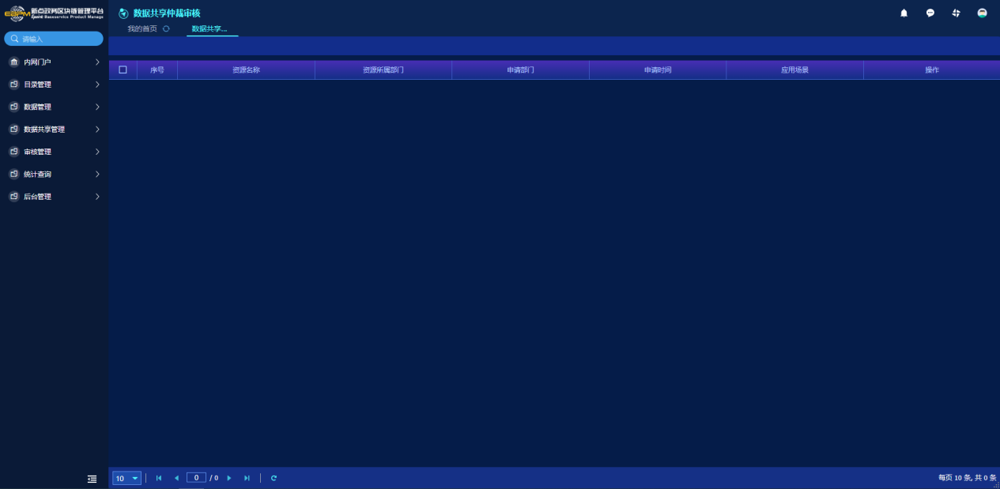 新点政务区块链管理平台
Epoint Baseservice Product Manage
数据共享仲裁审核
我的首页
数据共享...
请输入
内网门户
目录管理
数据管理
数据共享管理
审核管理
统计查询
后台管理
序号 资源名称 资源所属部门 申请部门 申请时间 应用场景 操作
10 0 / 0 每页 10 条, 共 0 条